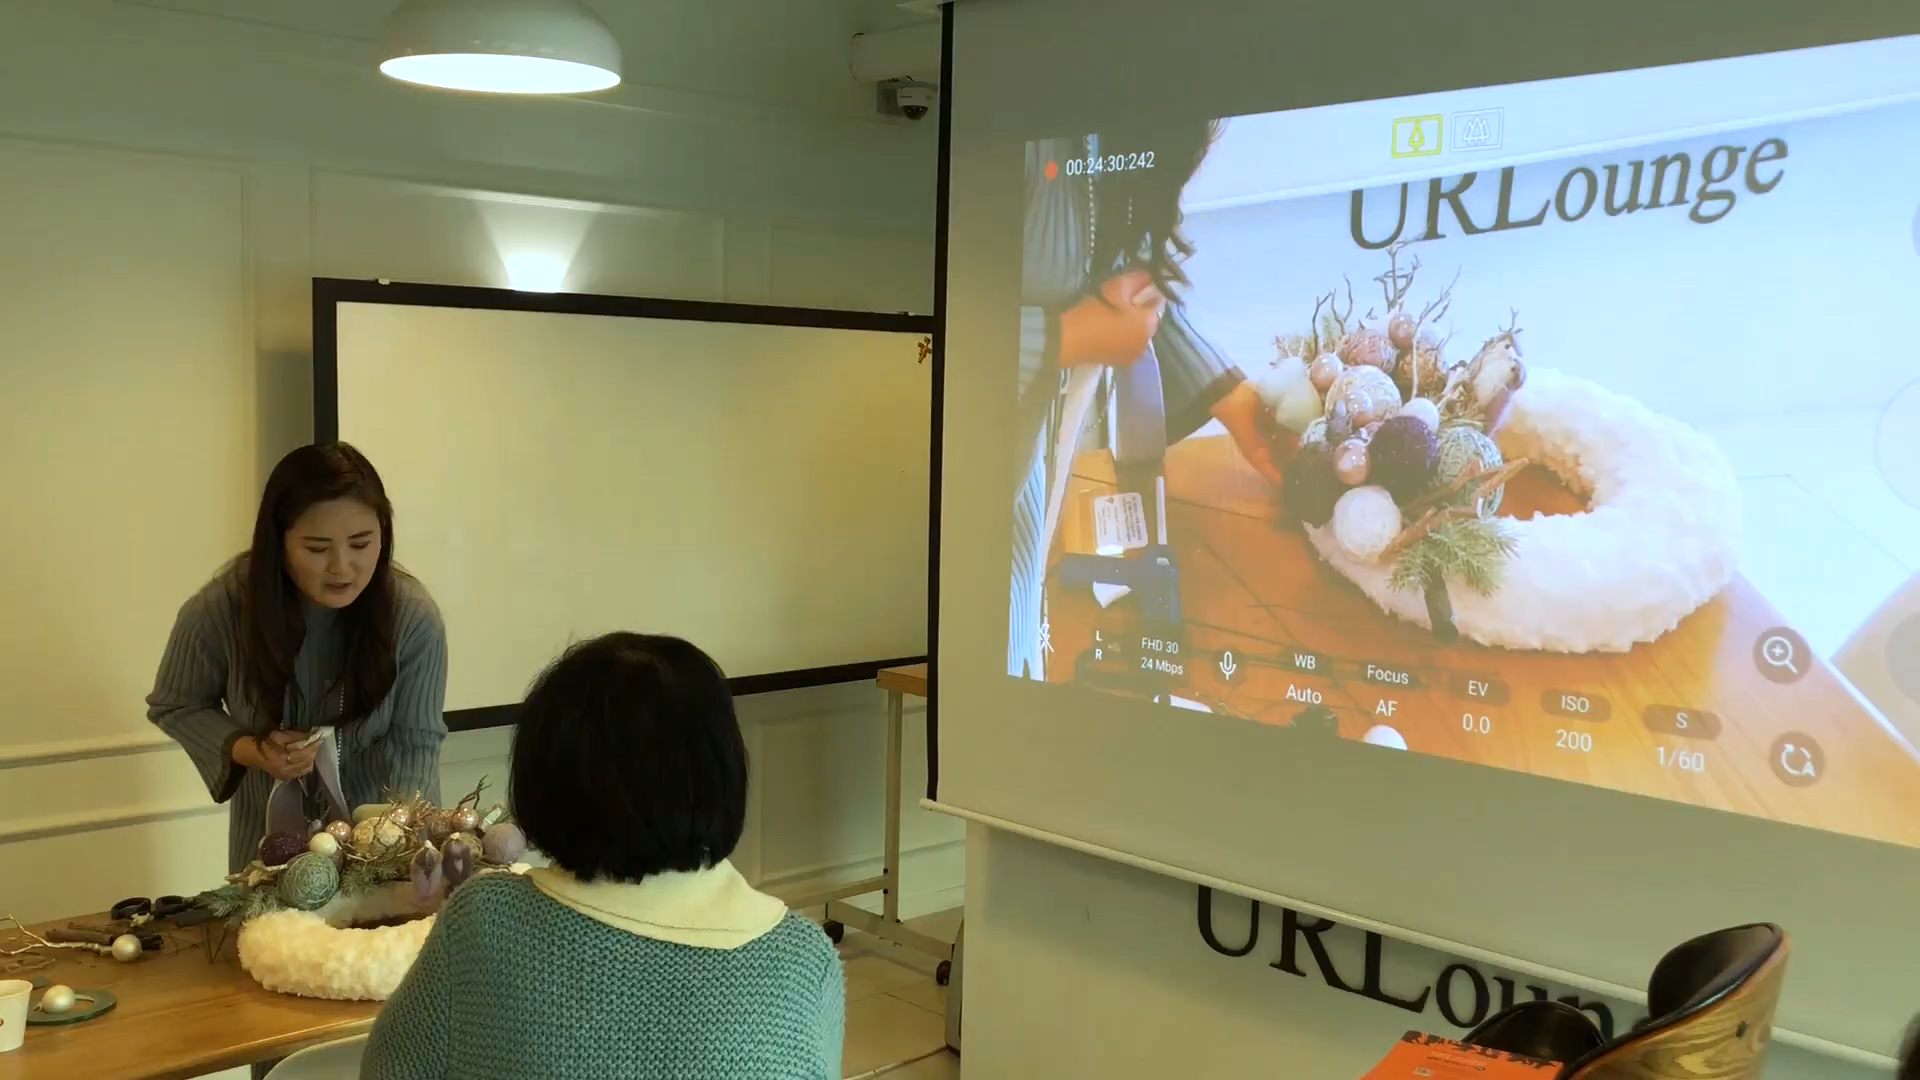 00:24:30:242
URLounge
L
R
FHD 30
24 Mbps
WB
Auto
Focus
AF
EV
0.0
ISO
200
S
1/60
A
URLoun